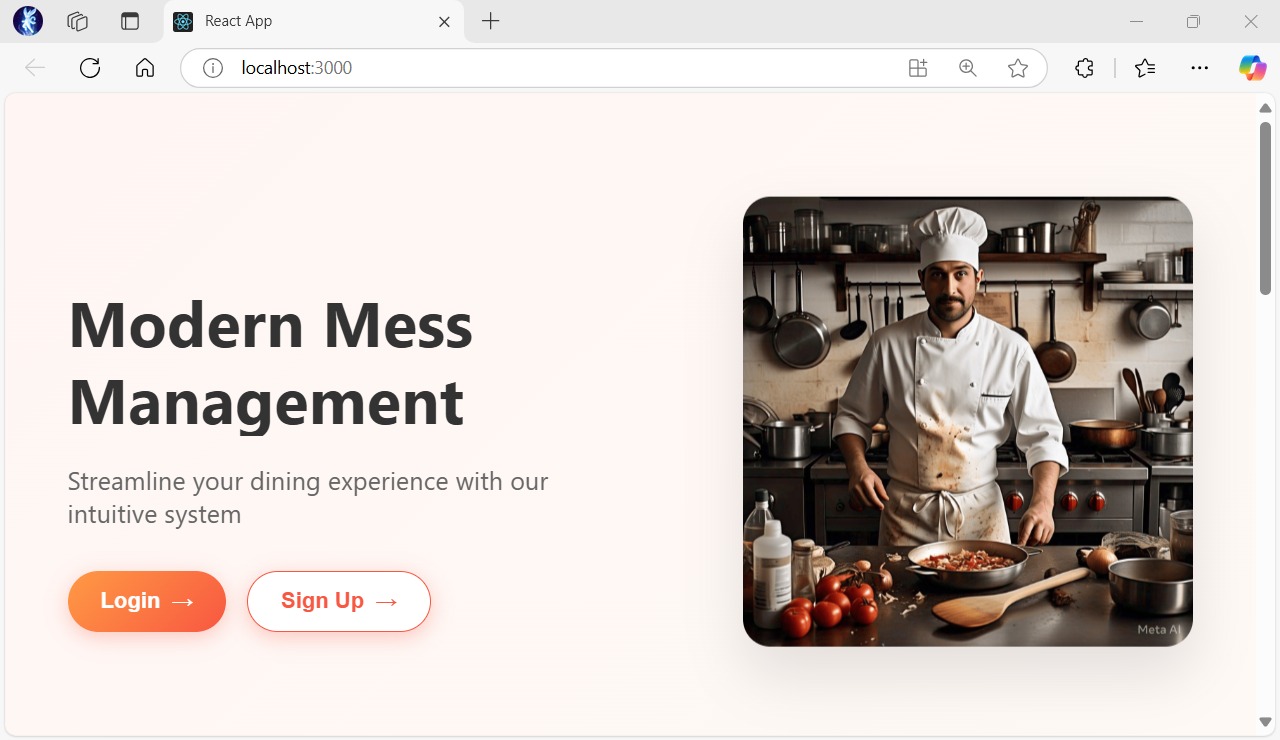 React App
localhost:3000
Modern Mess
Management
Streamline your dining experience with our
intuitive system
Login →
Sign Up →
Meta AI